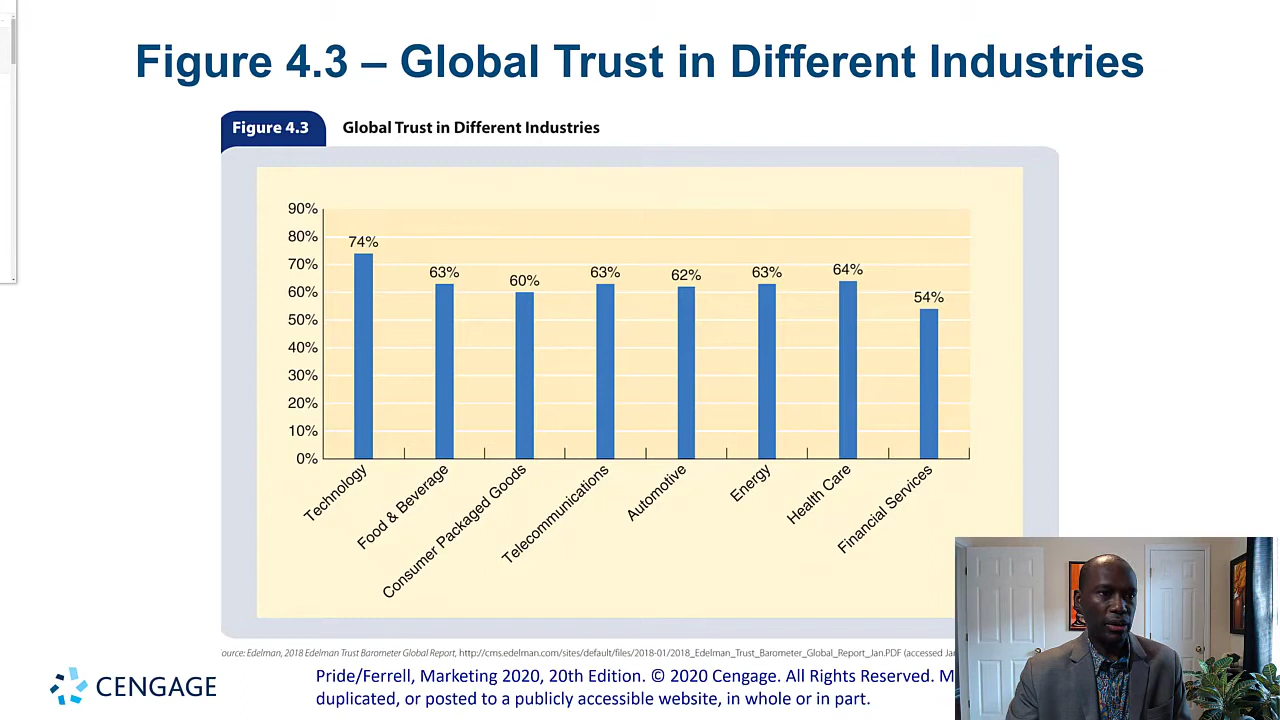 Figure 4.3 – Global Trust in Different Industries
Figure 4.3
Global Trust in Different Industries
90%
80%
70%
60%
50%
40%
30%
20%
10%
0%
74%
63%
60%
63%
62%
63%
64%
54%
Technology
Food & Beverage
Consumer Packaged Goods
Telecommunications
Automotive
Energy
Health Care
Financial Services
ource: Edelman, 2018 Edelman Trust Barometer Global Report, http://cms.edelman.com/sites/default/files/2018-01/2018_Edelman_Trust_Barometer_Global_Report_Jan.PDF (accessed Ja
CENGAGE
Pride/Ferrell, Marketing 2020, 20th Edition. © 2020 Cengage. All Rights Reserved. M
duplicated, or posted to a publicly accessible website, in whole or in part.